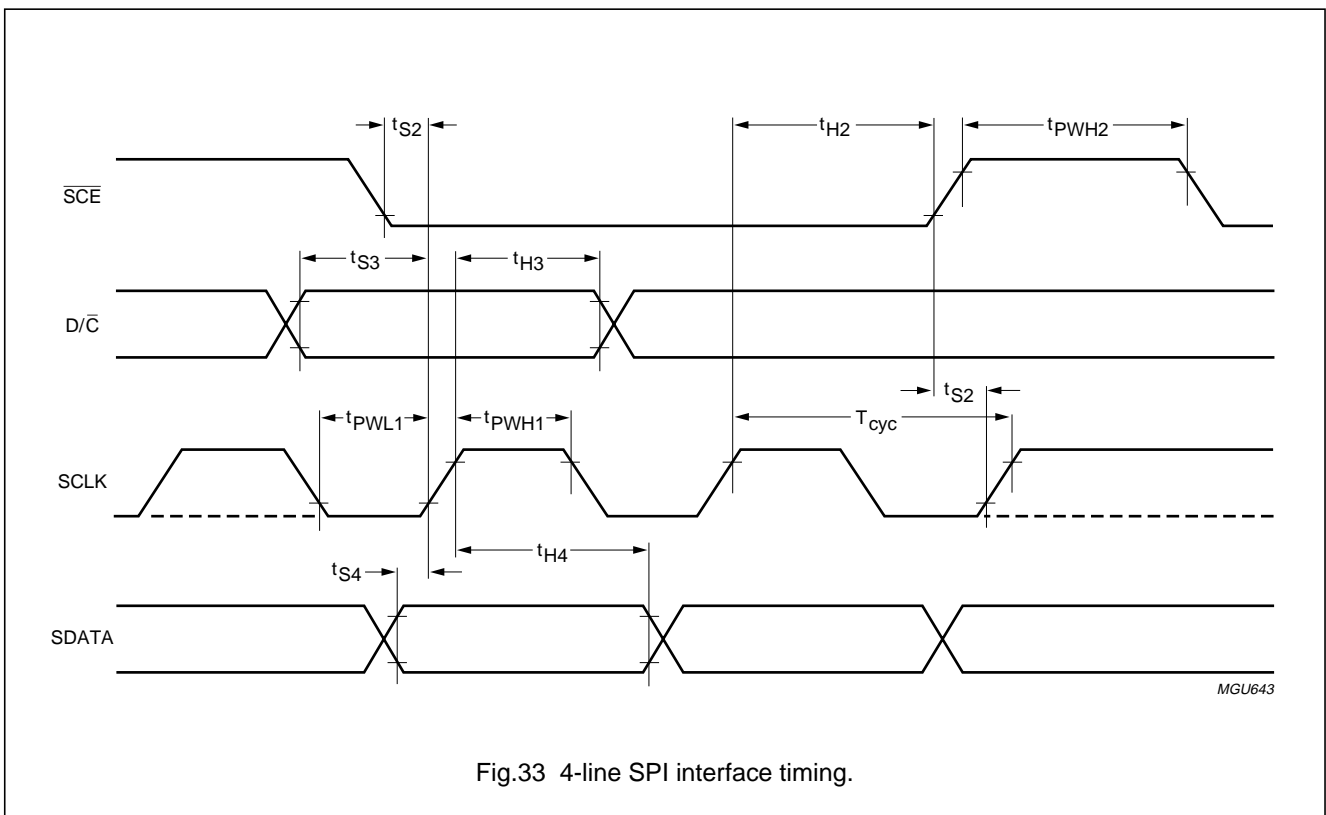 tS2
tH2
tPWH2
S̅C̅E̅
tS3
tH3
D/C̅
tS2
tPWL1
tPWH1
Tcyc
SCLK
tH4
tS4
SDATA
MGU643
Fig.33 4-line SPI interface timing.